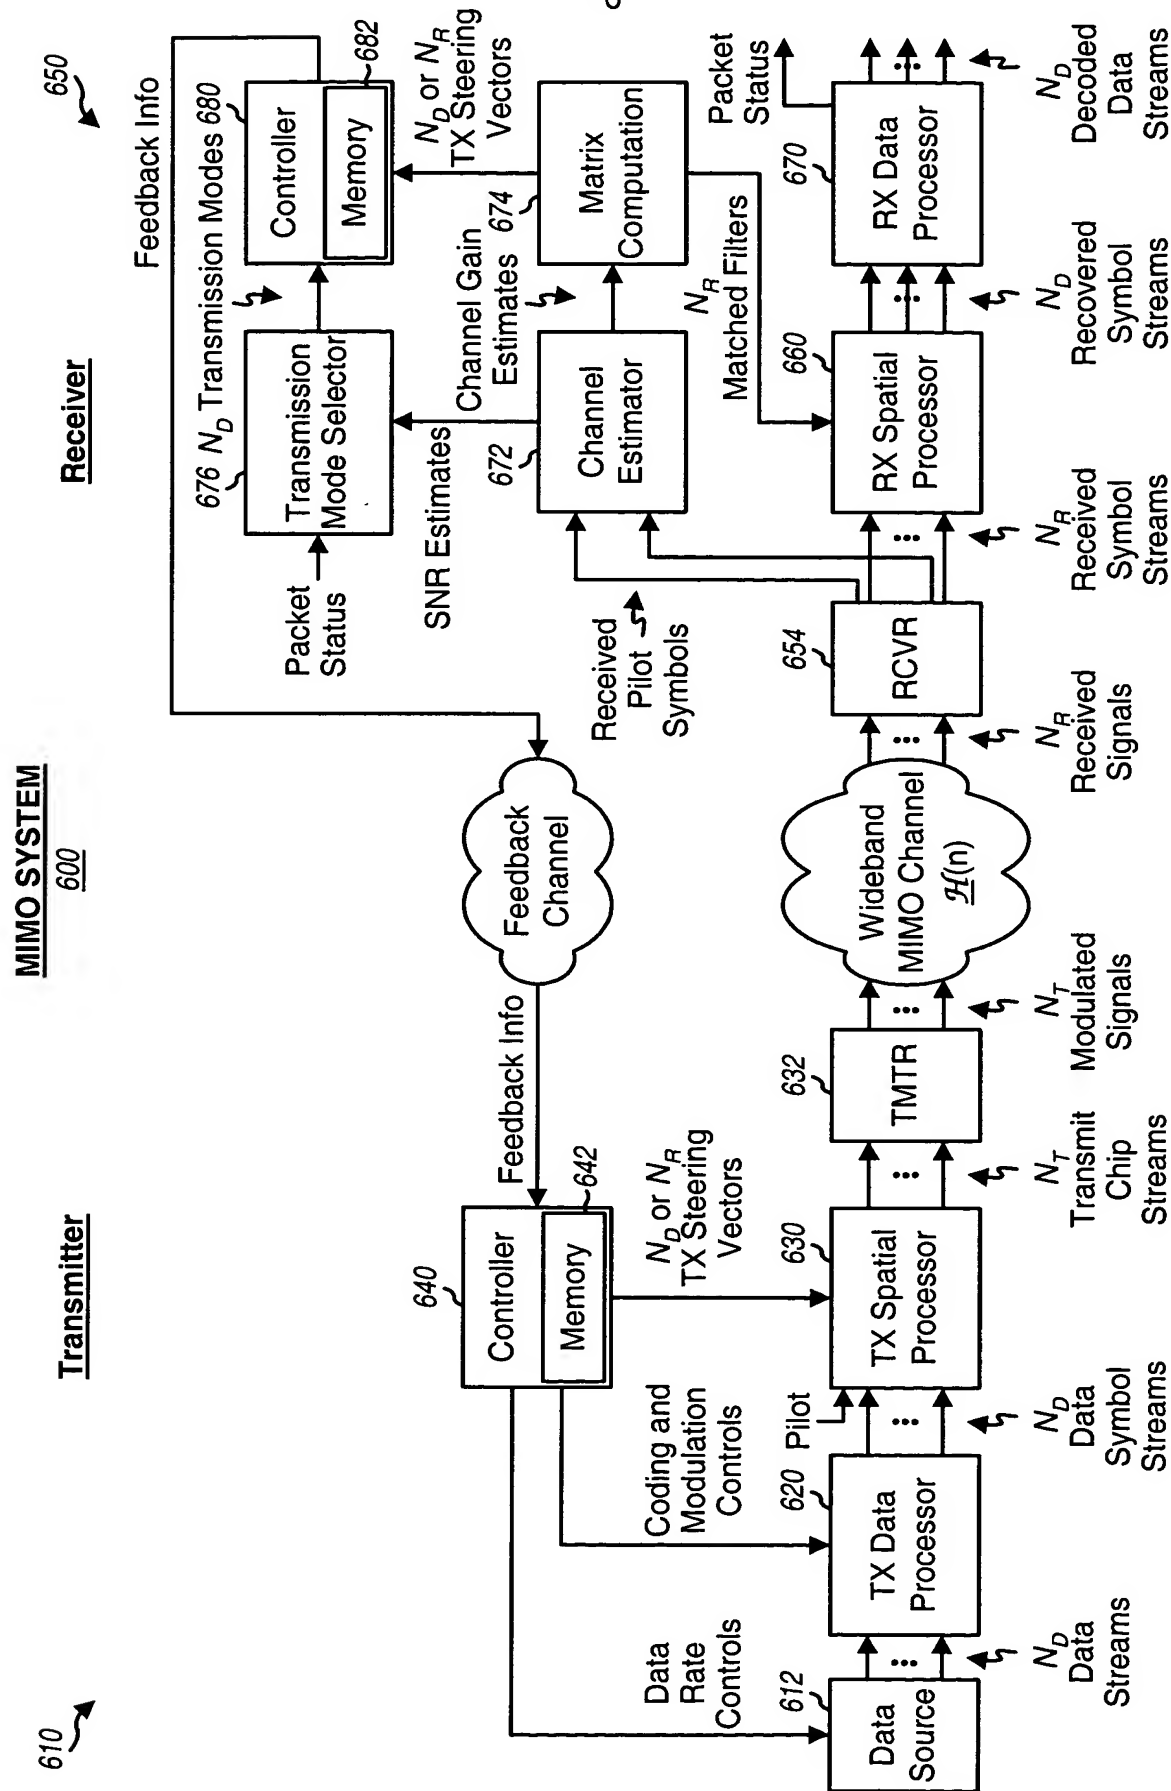 MIMO SYSTEM
600
Transmitter
Receiver
610
650
Feedback Info
640
Controller
Memory
642
Feedback Info
Feedback
Channel
Packet
Status
676
N_D Transmission Modes
Transmission
Mode Selector
680
Controller
Memory
682
SNR Estimates
Channel Gain
Estimates
N_D or N_R
TX Steering
Vectors
Received
Pilot
Symbols
672
Channel
Estimator
674
Matrix
Computation
N_R
Matched Filters
Packet
Status
Data
Rate
Controls
Coding and
Modulation
Controls
N_D or N_R
TX Steering
Vectors
Pilot
612
Data
Source
620
TX Data
Processor
630
TX Spatial
Processor
632
TMTR
Wideband
MIMO Channel
H(n)
654
RCVR
660
RX Spatial
Processor
670
RX Data
Processor
N_D
Data
Streams
N_D
Data
Symbol
Streams
N_T
Transmit
Chip
Streams
N_T
Modulated
Signals
N_R
Received
Signals
N_R
Received
Symbol
Streams
N_D
Recovered
Symbol
Streams
N_D
Decoded
Data
Streams